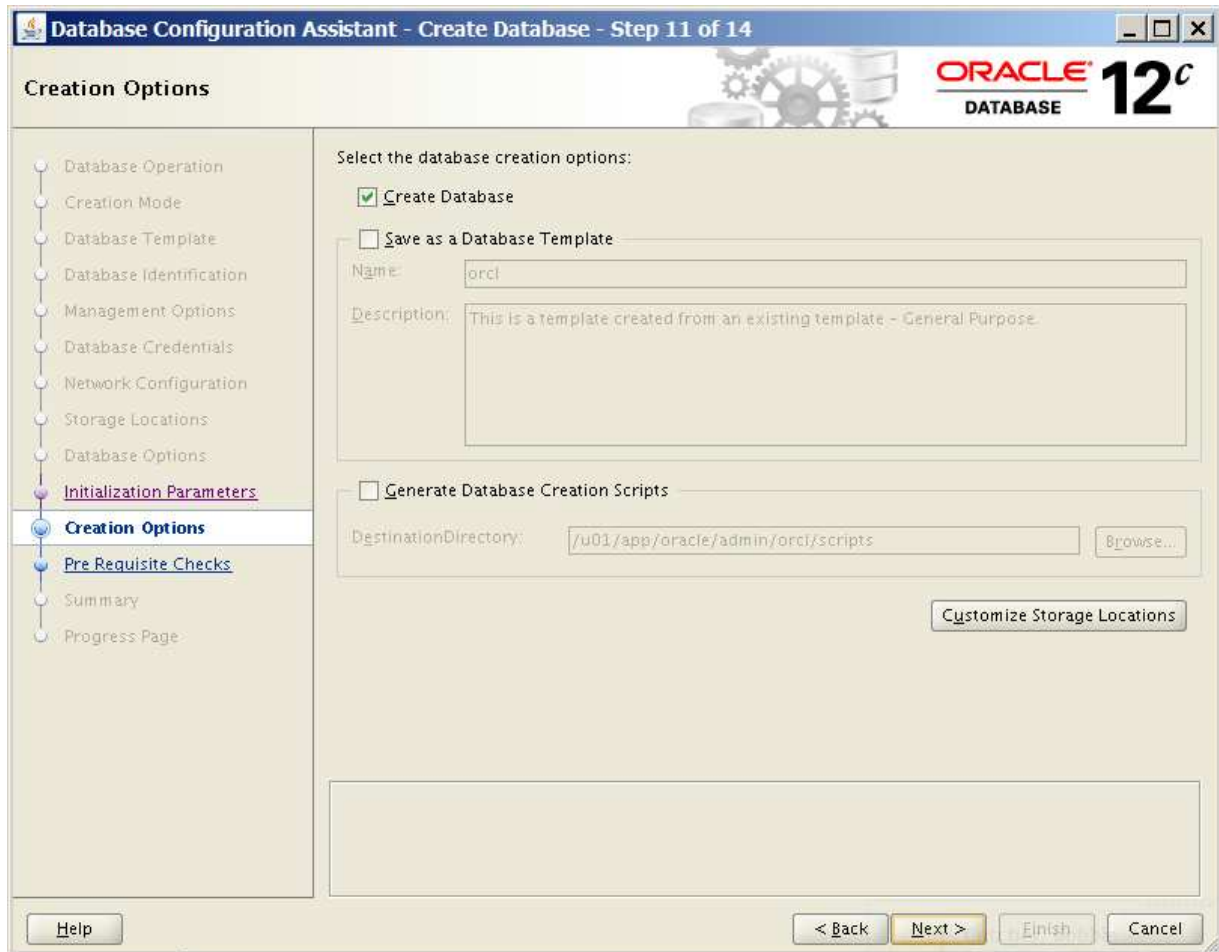 Database Configuration Assistant - Create Database - Step 11 of 14
Creation Options
ORACLE
DATABASE
12c
Database Operation
Creation Mode
Database Template
Database Identification
Management Options
Database Credentials
Network Configuration
Storage Locations
Database Options
Initialization Parameters
Creation Options
Pre Requisite Checks
Summary
Progress Page
Select the database creation options:
Create Database
Save as a Database Template
Name:
orcl
Description:
This is a template created from an existing template - General Purpose.
Generate Database Creation Scripts
DestinationDirectory:
/u01/app/oracle/admin/orcl/scripts
Browse...
Customize Storage Locations
Help
< Back
Next >
Finish
Cancel